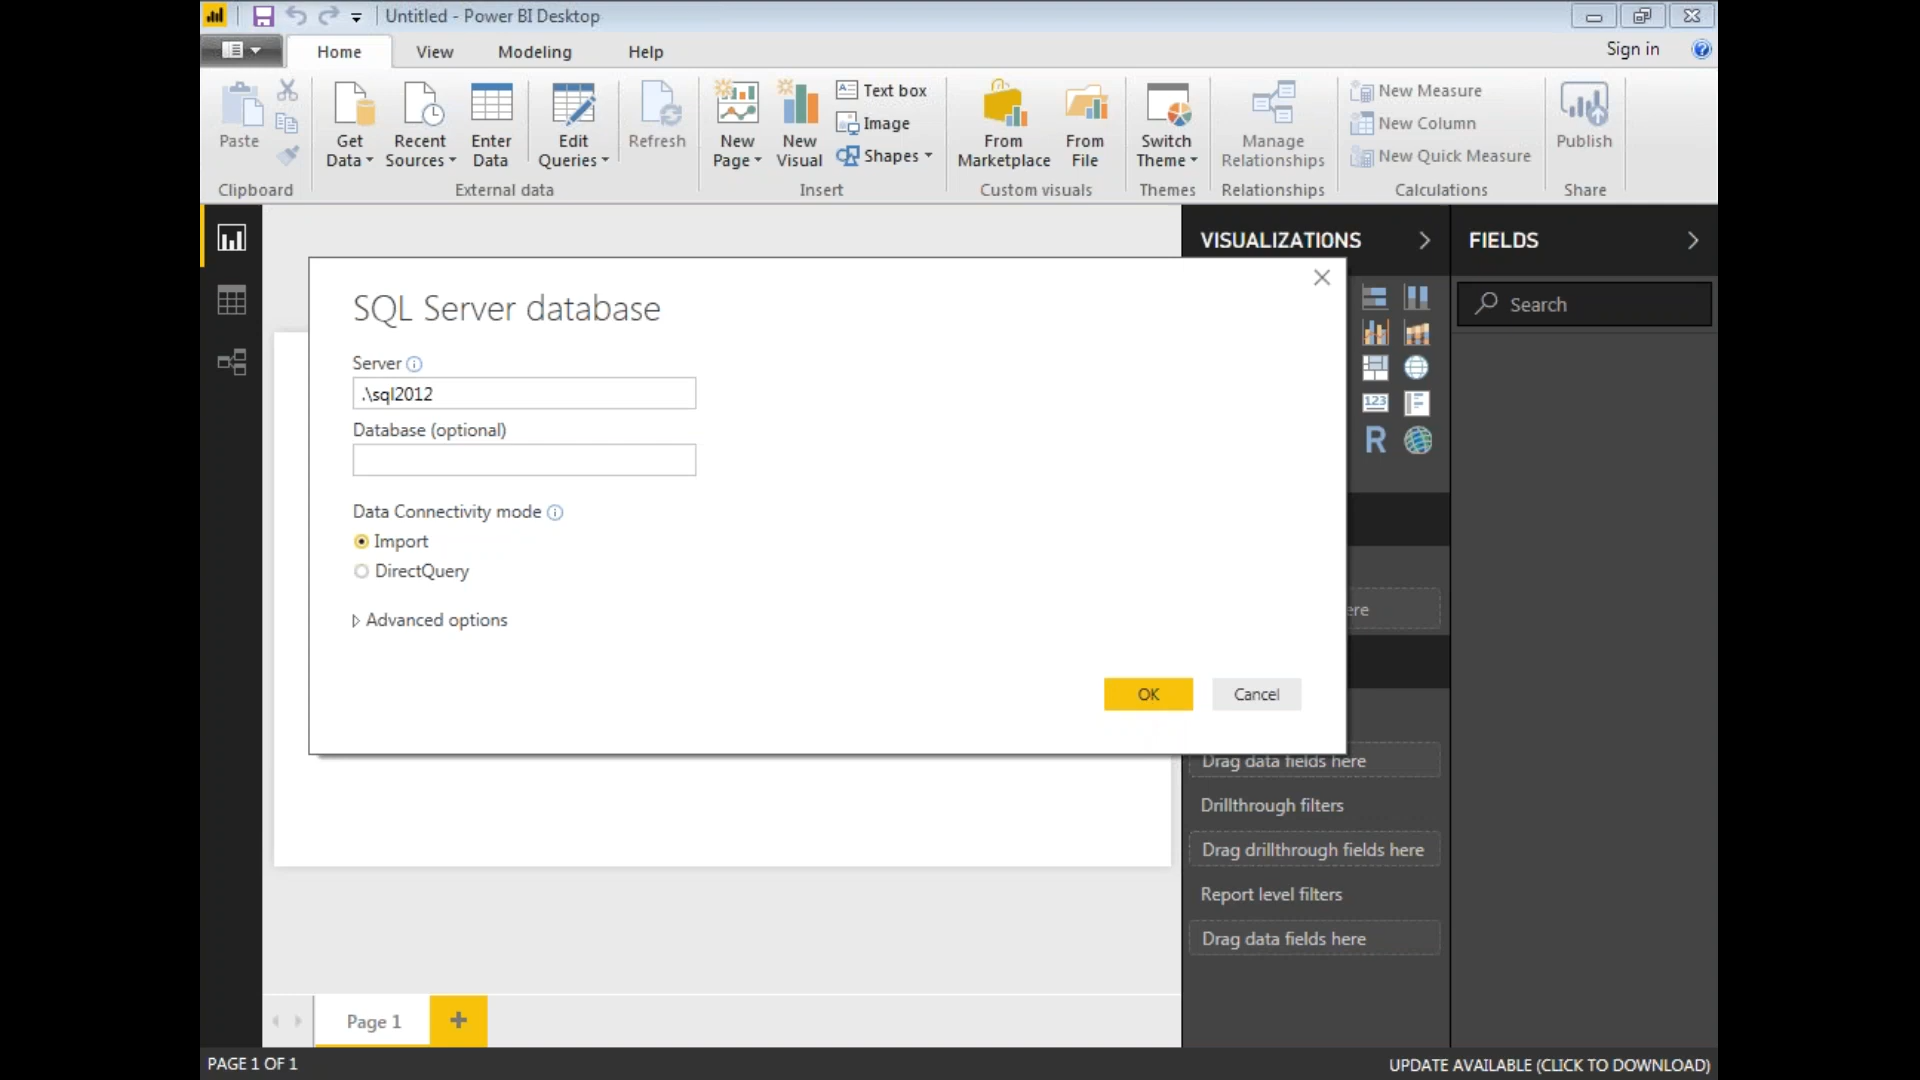 Untitled - Power BI Desktop
Home
View
Modeling
Help
Sign in
Paste
Get Data
Recent Sources
Enter Data
Edit Queries
Refresh
New Page
New Visual
Text box
Image
Shapes
From Marketplace
From File
Switch Theme
Manage Relationships
New Measure
New Column
New Quick Measure
Publish
Clipboard
External data
Insert
Custom visuals
Themes
Relationships
Calculations
Share
VISUALIZATIONS
FIELDS
Search
SQL Server database
Server
.\sql2012
Database (optional)
Data Connectivity mode
Import
DirectQuery
Advanced options
OK
Cancel
123
R
ere
Drag data fields here
Drillthrough filters
Drag drillthrough fields here
Report level filters
Drag data fields here
Page 1
PAGE 1 OF 1
UPDATE AVAILABLE (CLICK TO DOWNLOAD)